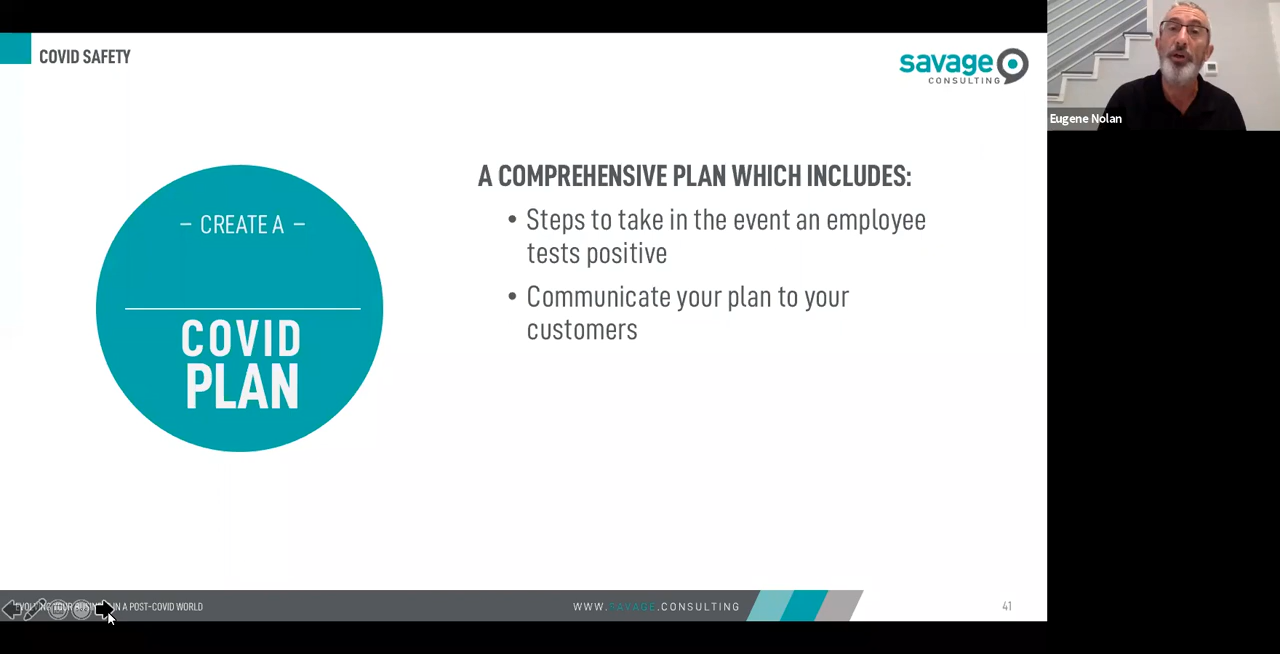 COVID SAFETY
savage
CONSULTING
Eugene Nolan
– CREATE A –
COVID
PLAN
A COMPREHENSIVE PLAN WHICH INCLUDES:
• Steps to take in the event an employee
tests positive
• Communicate your plan to your
customers
YOUR IN A POST-COVID WORLD
WWW.SAVAGE.CONSULTING
41